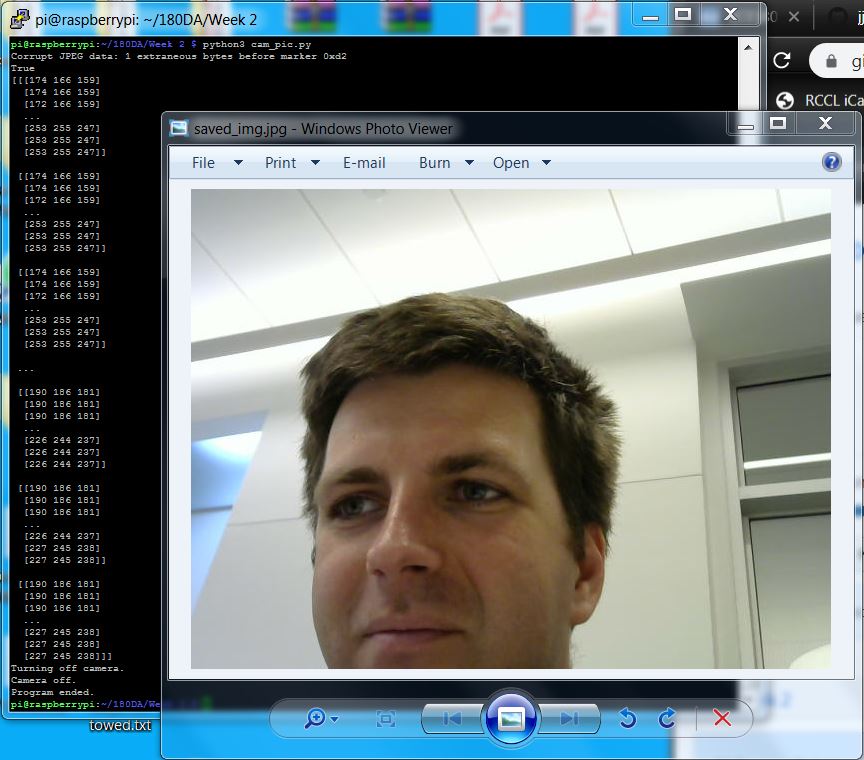 pi@raspberrypi: ~/180DA/Week 2
pi@raspberrypi:~/180DA/Week 2 $ python3 cam_pic.py
Corrupt JPEG data: 1 extraneous bytes before marker 0xd2
True
[[[174 166 159]
[174 166 159]
[172 166 159]
...
[253 255 247]
[253 255 247]
[253 255 247]]
[[174 166 159]
[174 166 159]
[172 166 159]
...
[253 255 247]
[253 255 247]
[253 255 247]]
[[174 166 159]
[174 166 159]
[172 166 159]
...
[253 255 247]
[253 255 247]
[253 255 247]]
...
[[190 186 181]
[190 186 181]
[190 186 181]
...
[226 244 237]
[226 244 237]
[226 244 237]]
[[190 186 181]
[190 186 181]
[190 186 181]
...
[226 244 237]
[227 245 238]
[227 245 238]]
[[190 186 181]
[190 186 181]
[190 186 181]
...
[227 245 238]
[227 245 238]
[227 245 238]]]
Turning off camera.
Camera off.
Program ended.
pi@raspberrypi:~/180DA/We
towed.txt
saved_img.jpg - Windows Photo Viewer
File Print E-mail Burn Open
RCCL iCa
gi